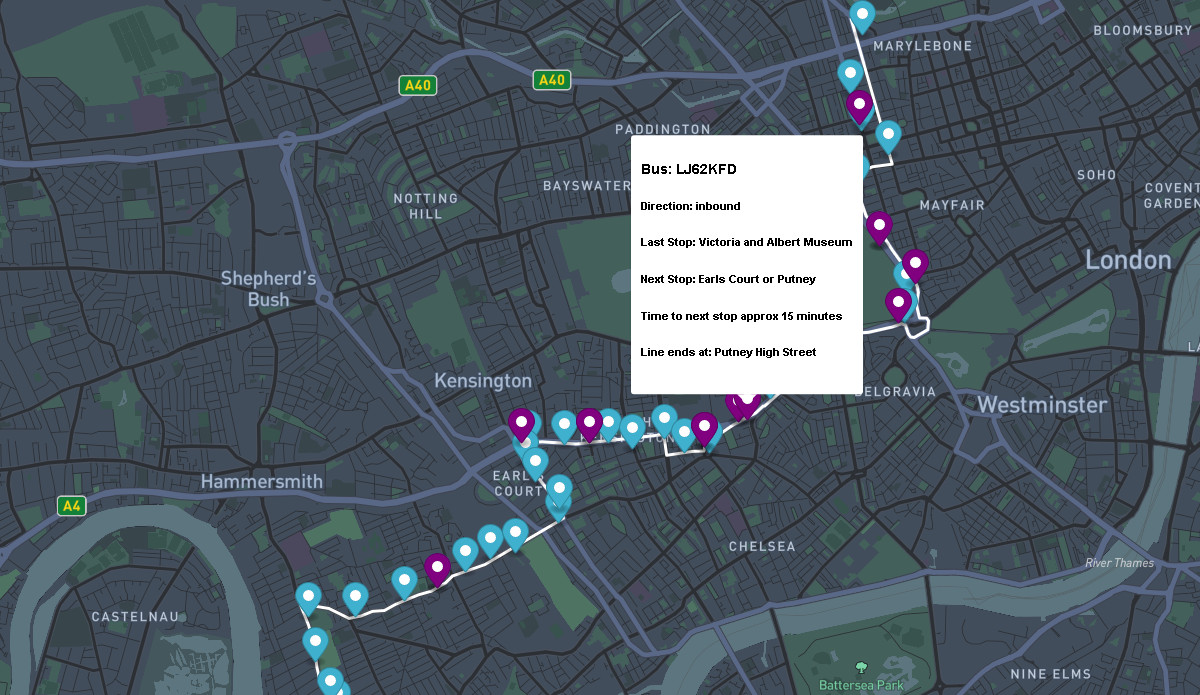 BLOOMSBURY
MARYLEBONE
A40
A40
PADDINGTON
Bus: LJ62KFD
SOHO
COVENT
GARDEN
BAYSWATER
NOTTING
HILL
Direction: inbound
MAYFAIR
Last Stop: Victoria and Albert Museum
London
Shepherd's
Bush
Next Stop: Earls Court or Putney
Time to next stop approx 15 minutes
Line ends at: Putney High Street
Kensington
BELGRAVIA
Westminster
EARL'S
COURT
Hammersmith
A4
CHELSEA
River Thames
CASTELNAU
NINE ELMS
Battersea Park